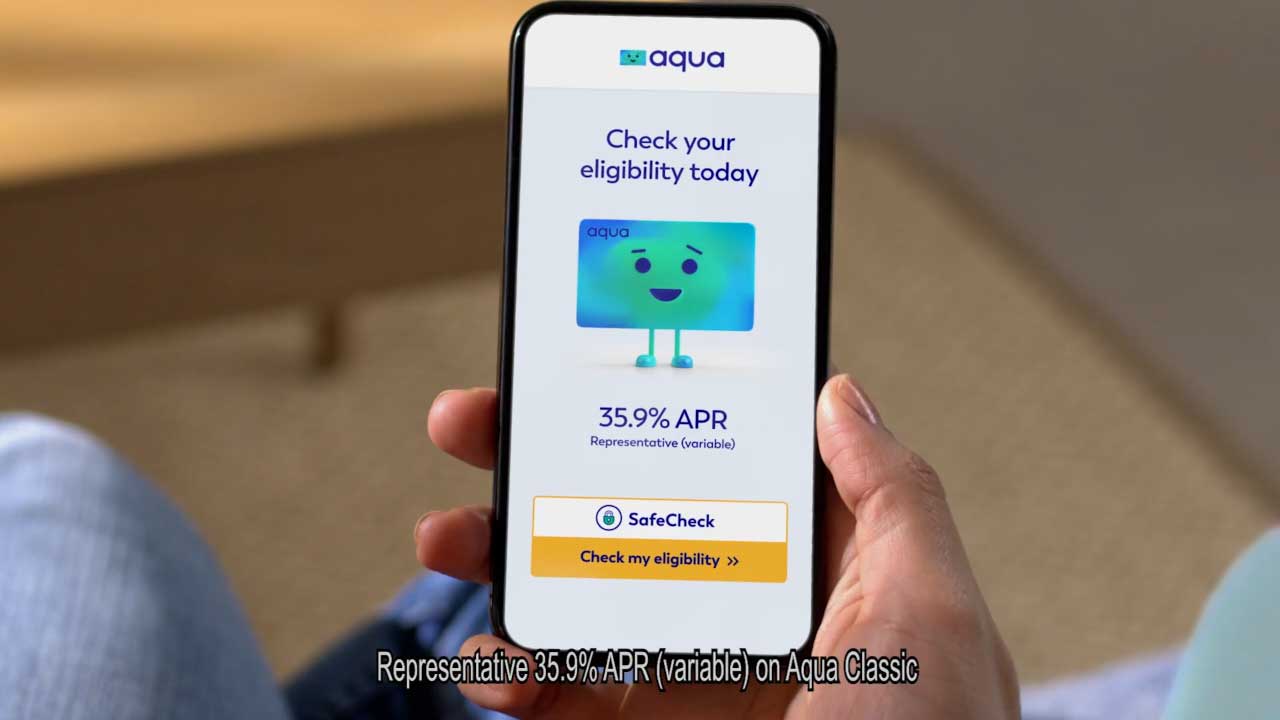 aqua
Check your
eligibility today
aqua
35.9% APR
Representative (variable)
SafeCheck
Check my eligibility »
Representative 35.9% APR (variable) on Aqua Classic